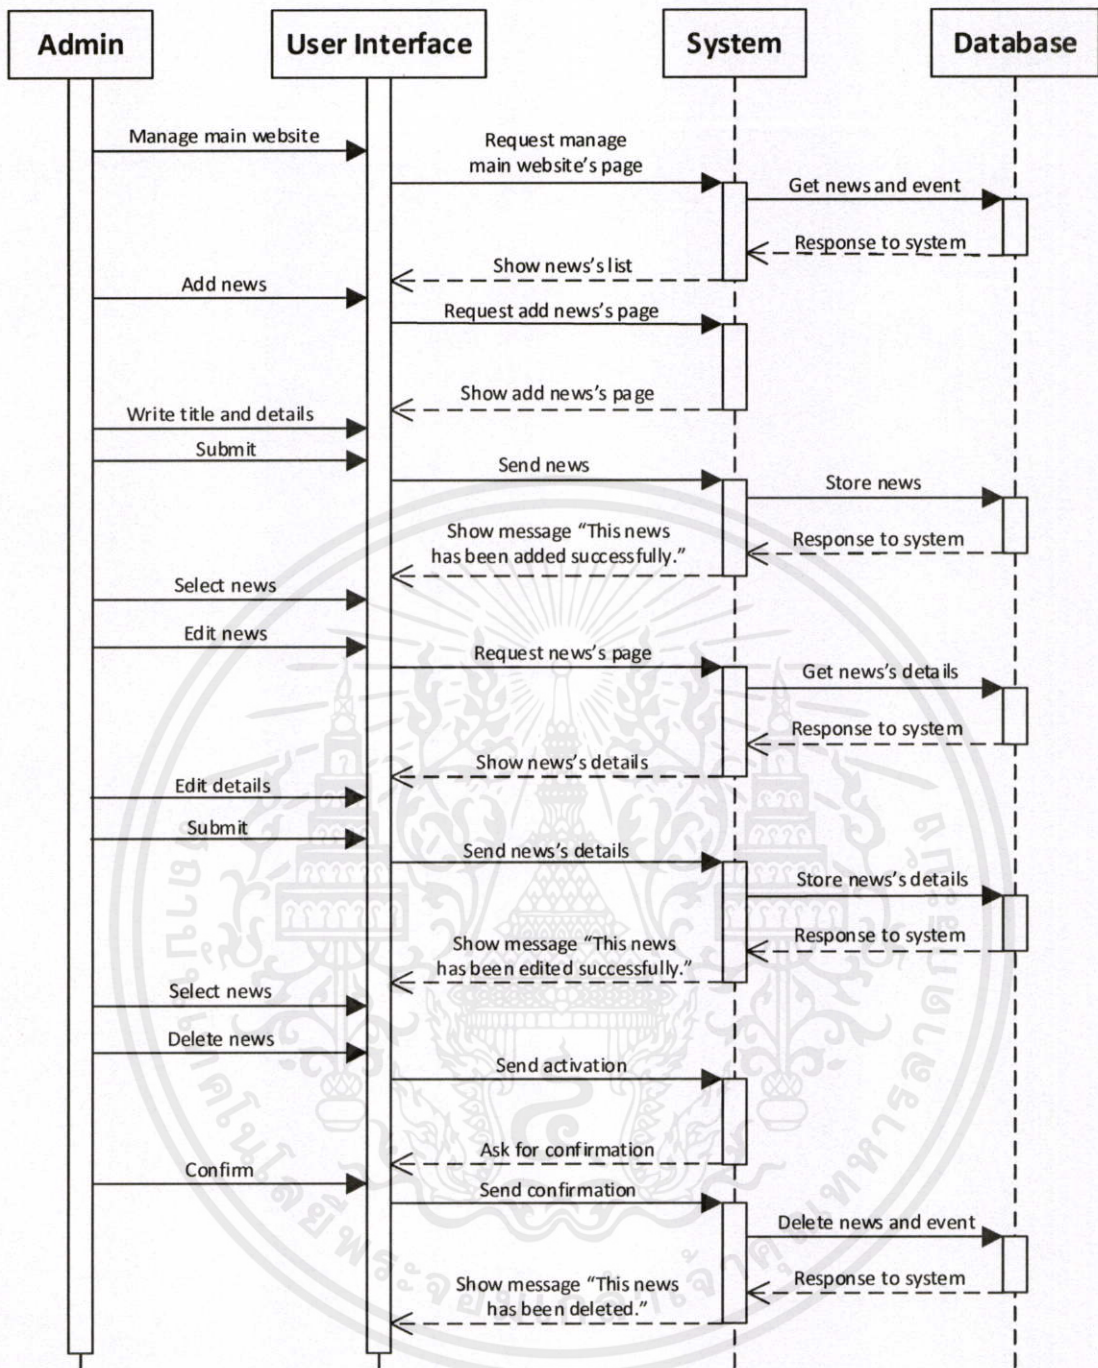 Admin
User Interface
System
Database
Manage main website
Request manage
main website's page
Get news and event
Response to system
Show news's list
Add news
Request add news's page
Show add news's page
Write title and details
Submit
Send news
Store news
Response to system
Show message “This news
has been added successfully.”
Select news
Edit news
Request news's page
Get news's details
Response to system
Show news's details
Edit details
Submit
Send news's details
Store news's details
Response to system
Show message “This news
has been edited successfully.”
Select news
Delete news
Send activation
Ask for confirmation
Confirm
Send confirmation
Delete news and event
Response to system
Show message “This news
has been deleted.”